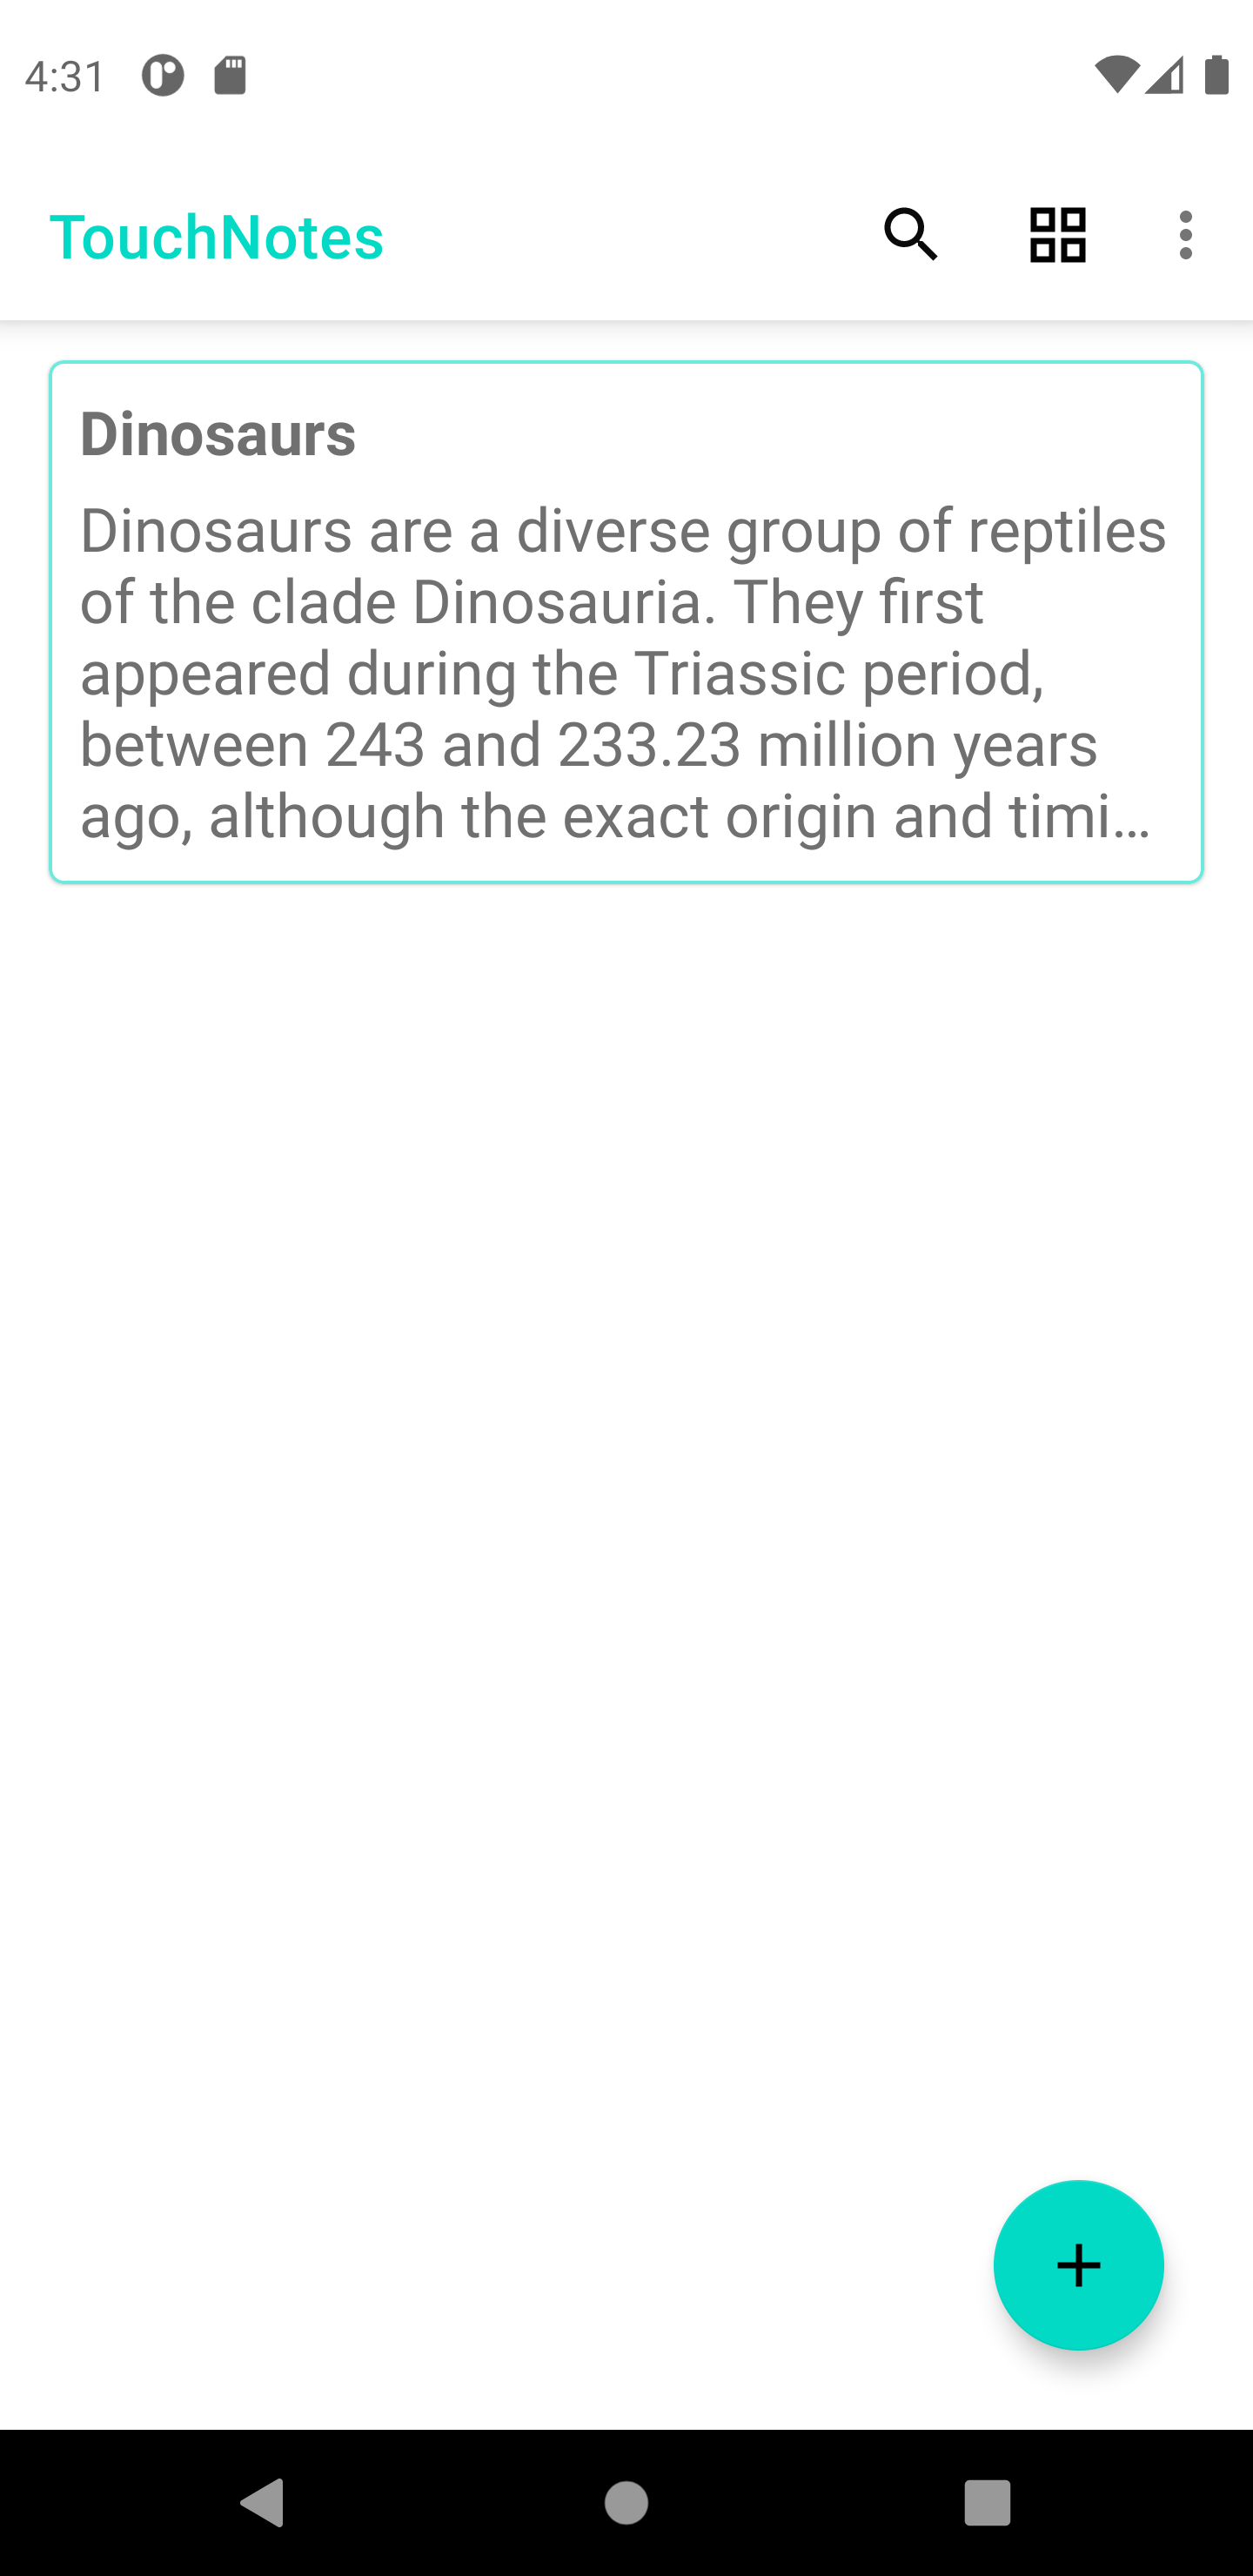 4:31
TouchNotes
Dinosaurs
Dinosaurs are a diverse group of reptiles
of the clade Dinosauria. They first
appeared during the Triassic period,
between 243 and 233.23 million years
ago, although the exact origin and timi…